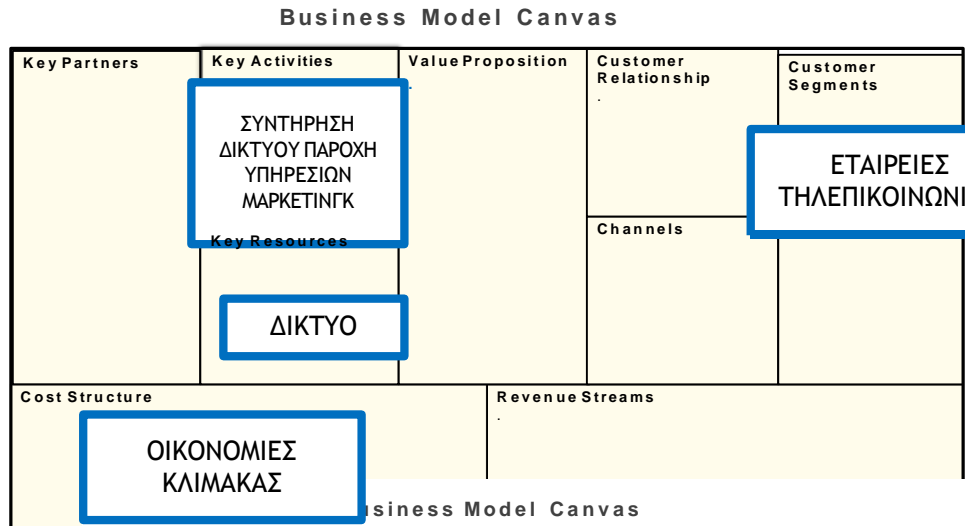 Business Model Canvas
Key Partners
Key Activities
ΣΥΝΤΗΡΗΣΗ
ΔΙΚΤΥΟΥ ΠΑΡΟΧΗ
ΥΠΗΡΕΣΙΩΝ
ΜΑΡΚΕΤΙΝΓΚ
Key Resources
ΔΙΚΤΥΟ
Value Proposition
.
Customer
Relationship
.
Channels
Customer
Segments
ΕΤΑΙΡΕΙΕΣ
ΤΗΛΕΠΙΚΟΙΝΩΝΙ
Cost Structure
ΟΙΚΟΝΟΜΙΕΣ
ΚΛΙΜΑΚΑΣ
Revenue Streams
.
usiness Model Canvas